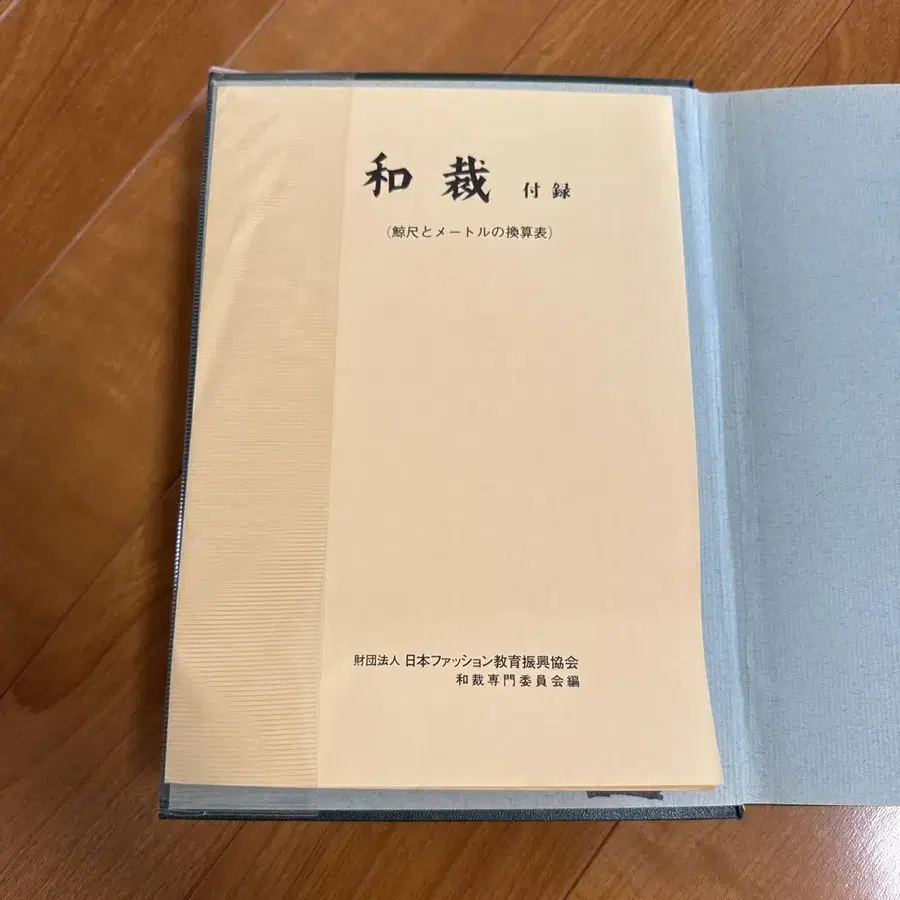 和裁 付録
(鯨尺とメートルの換算表)
財団法人 日本ファッション教育振興協会
和裁専門委員会編